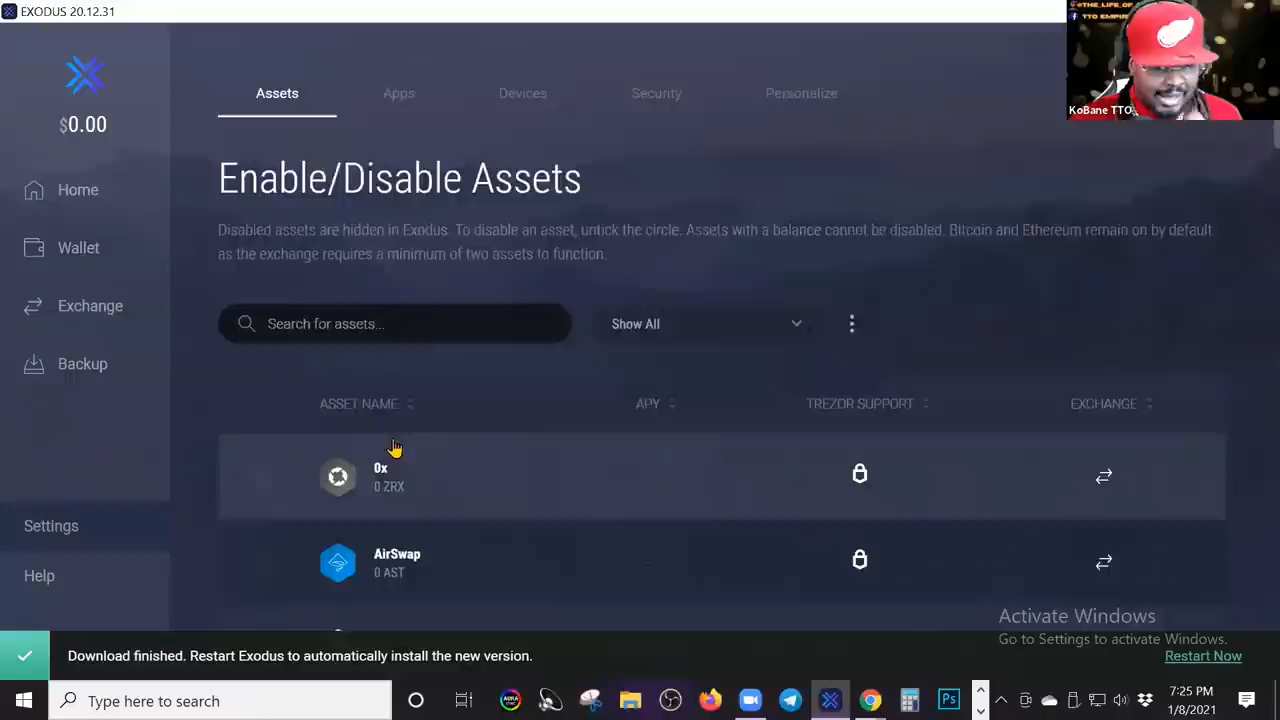 EXODUS 20.12.31
@THE_LIFE_OF_
TTO EMPIR
KoBane TTO
$0.00
Home
Wallet
Exchange
Backup
Settings
Help
Assets
Apps
Devices
Security
Personalize
Enable/Disable Assets
Disabled assets are hidden in Exodus. To disable an asset, untick the circle. Assets with a balance cannot be disabled. Bitcoin and Ethereum remain on by default
as the exchange requires a minimum of two assets to function.
Search for assets...
Show All
ASSET NAME
APY
TREZOR SUPPORT
EXCHANGE
0x
0 ZRX
AirSwap
0 AST
Activate Windows
Go to Settings to activate Windows.
Download finished. Restart Exodus to automatically install the new version.
Restart Now
Type here to search
AURA
Ps
7:25 PM
1/8/2021